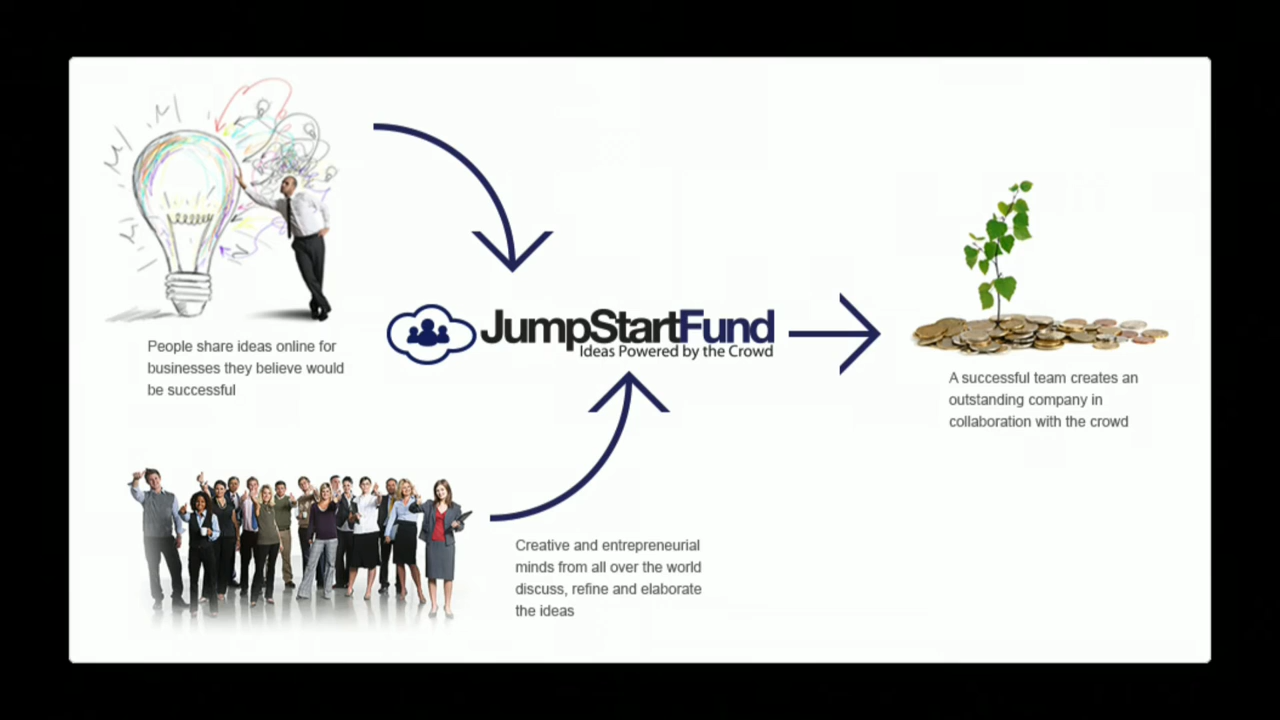 People share ideas online for
businesses they believe would
be successful
JumpStartFund
Ideas Powered by the Crowd
A successful team creates an
outstanding company in
collaboration with the crowd
Creative and entrepreneurial
minds from all over the world
discuss, refine and elaborate
the ideas